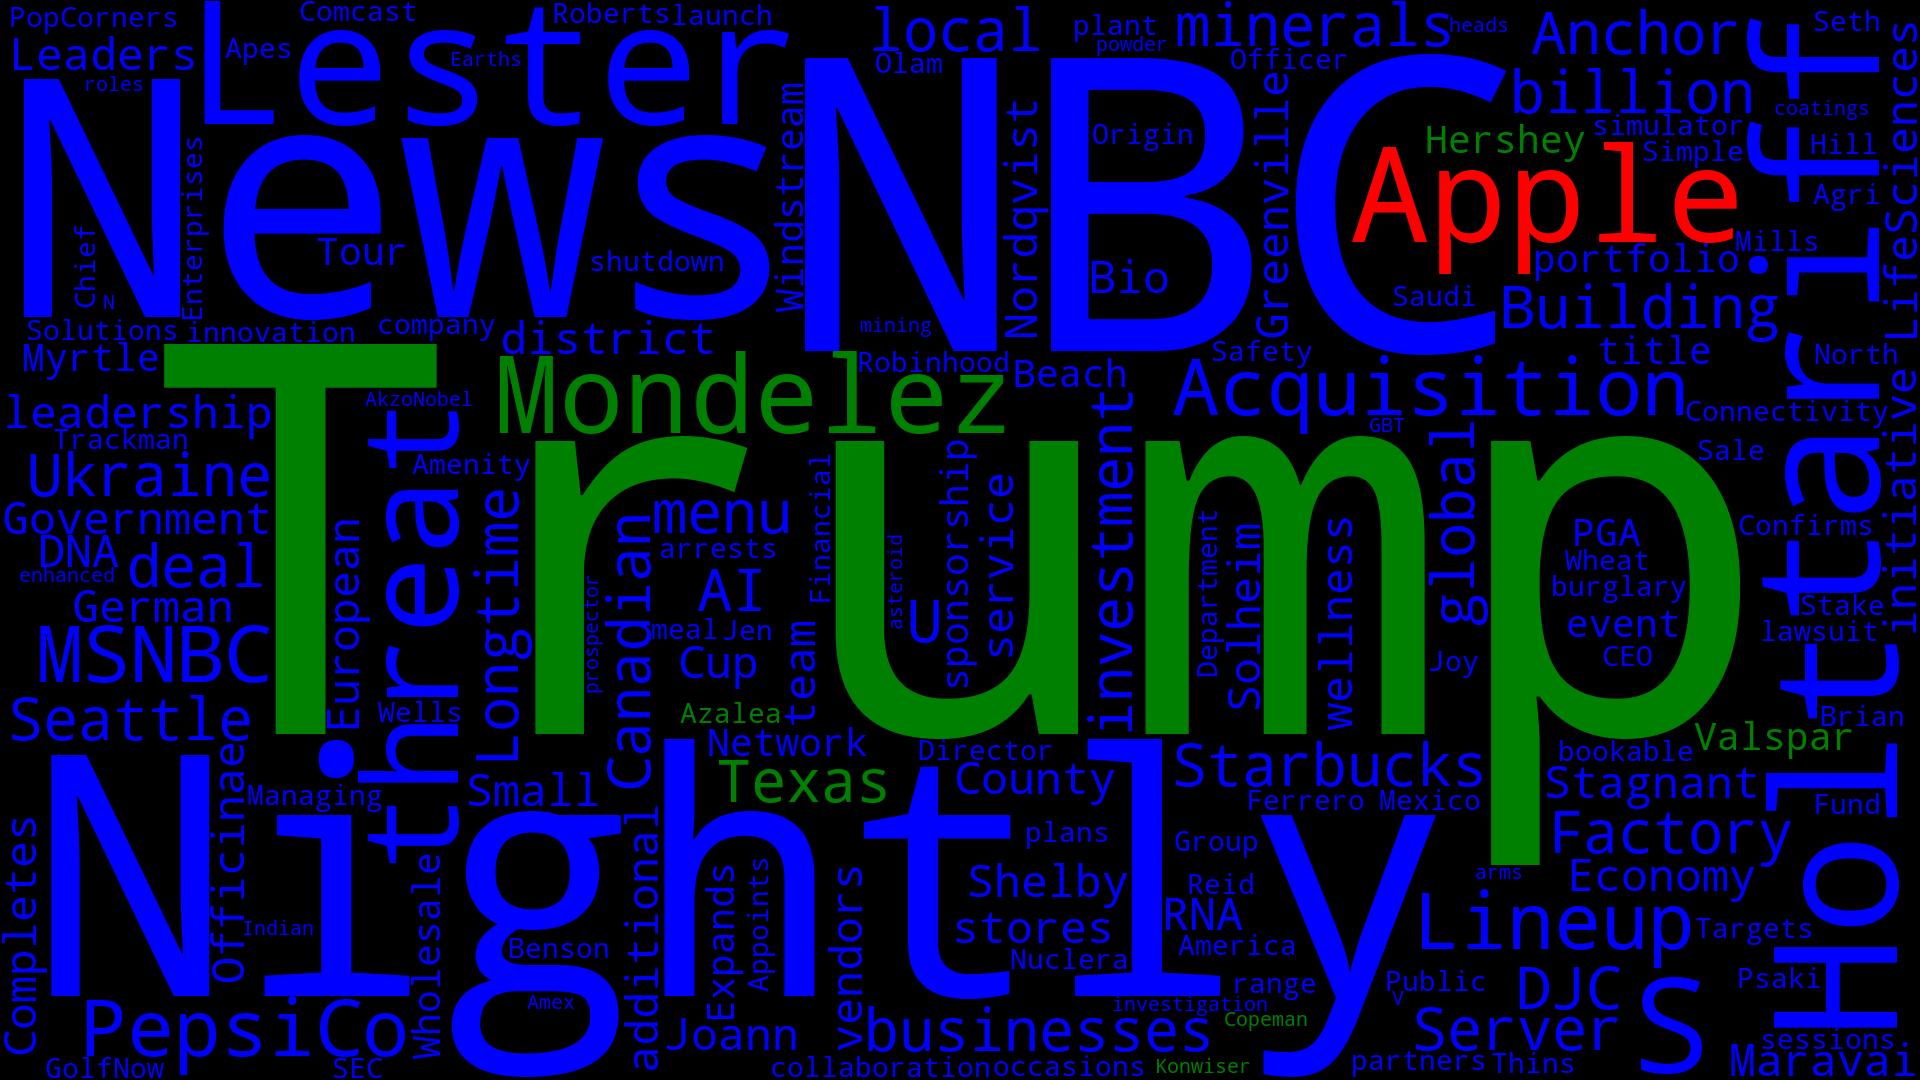 PopCorners
Comcast
Roberts
launch
local
plant
minerals
heads
Anchor
Seth
Leaders
Apes
Lester
Earths
powder
Olam
Officer
roles
News
NBC
billion
coatings
Hershey
simulator
Simple
Hill
Agri
Apple
Origin
Enterprises
Windstream
Nordqvist
Greenville
Chief
N
Tour
shutdown
Bio
Saudi
portfolio
Mills
Building
Holt
tariff
LifeSciences
Solutions
innovation
company
district
mining
Myrtle
Robinhood
Beach
Safety
title
North
Trump
Mondelez
Acquisition
leadership
AkzoNobel
GBT
Connectivity
Trackman
Amenity
Sale
initiative
Ukraine
threat
Longtime
menu
Financial
sponsorship
service
investment
global
Government
European
Canadian
arrests
asteroid
Department
Solheim
wellness
PGA
Confirms
DNA
deal
enhanced
AI
U
Wheat
burglary
German
prospector
meal
Jen
team
event
Stake
lawsuit
MSNBC
Cup
Joy
CEO
Seattle
Wells
Azalea
Network
Director
Starbucks
bookable
Valspar
Brian
Nightly
Officinae
Managing
Small
Texas
County
Ferrero
Mexico
Stagnant
Fund
Completes
Wholesale
additional
Expands
Appoints
vendors
plans
Group
Factory
arms
Economy
Shelby
Reid
Indian
Benson
stores
RNA
America
Lineup
Targets
Nuclera
range
Public
V
DJC
S
Psaki
PepsiCo
Amex
Joann
businesses
investigation
Copeman
Server
sessions
GolfNow
SEC
collaboration
occasions
Konwiser
partners
Thins
Maravai